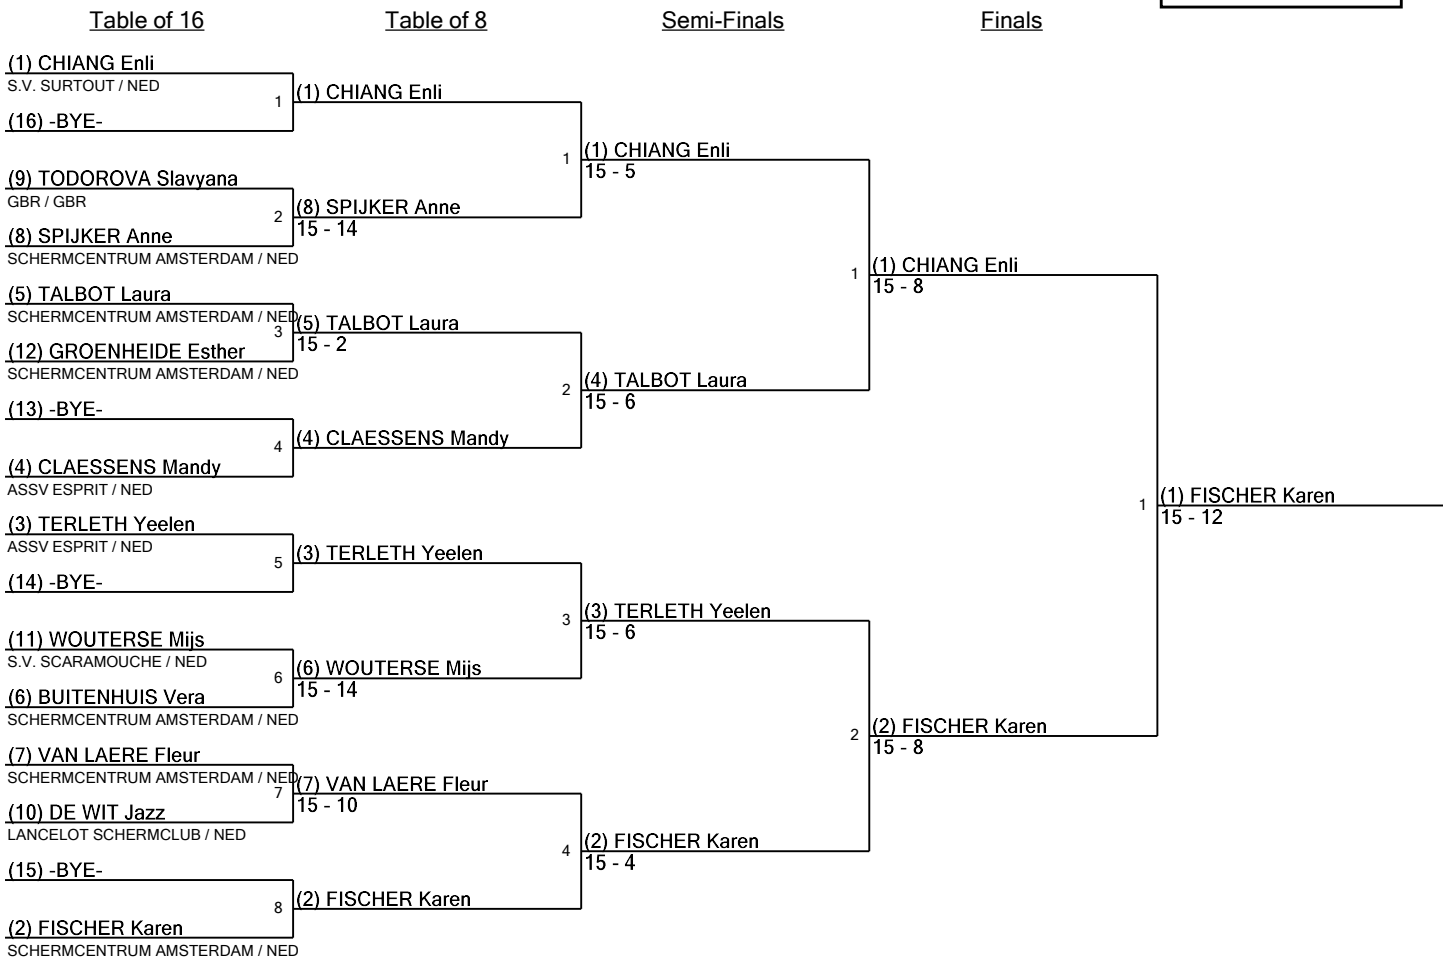 Table of 16
Table of 8
Semi-Finals
Finals
(1) CHIANG Enli
S.V. SURTOUT / NED
1
(16) -BYE-
(9) TODOROVA Slavyana
GBR / GBR
2
(8) SPIJKER Anne
SCHERMCENTRUM AMSTERDAM / NED
(5) TALBOT Laura
SCHERMCENTRUM AMSTERDAM / NED
3
(12) GROENHEIDE Esther
SCHERMCENTRUM AMSTERDAM / NED
(13) -BYE-
4
(4) CLAESSENS Mandy
ASSV ESPRIT / NED
(3) TERLETH Yeelen
ASSV ESPRIT / NED
5
(14) -BYE-
(11) WOUTERSE Mijs
S.V. SCARAMOUCHE / NED
6
(6) BUITENHUIS Vera
SCHERMCENTRUM AMSTERDAM / NED
(7) VAN LAERE Fleur
SCHERMCENTRUM AMSTERDAM / NED
7
(10) DE WIT Jazz
LANCELOT SCHERMCLUB / NED
(15) -BYE-
8
(2) FISCHER Karen
SCHERMCENTRUM AMSTERDAM / NED
(1) CHIANG Enli
1
(8) SPIJKER Anne
15 - 14
(5) TALBOT Laura
15 - 2
2
(4) CLAESSENS Mandy
(3) TERLETH Yeelen
3
(6) WOUTERSE Mijs
15 - 14
(7) VAN LAERE Fleur
15 - 10
4
(2) FISCHER Karen
(1) CHIANG Enli
15 - 5
1
(4) TALBOT Laura
15 - 6
(3) TERLETH Yeelen
15 - 6
2
(2) FISCHER Karen
15 - 4
(1) CHIANG Enli
15 - 8
1
(2) FISCHER Karen
15 - 8
(1) FISCHER Karen
15 - 12